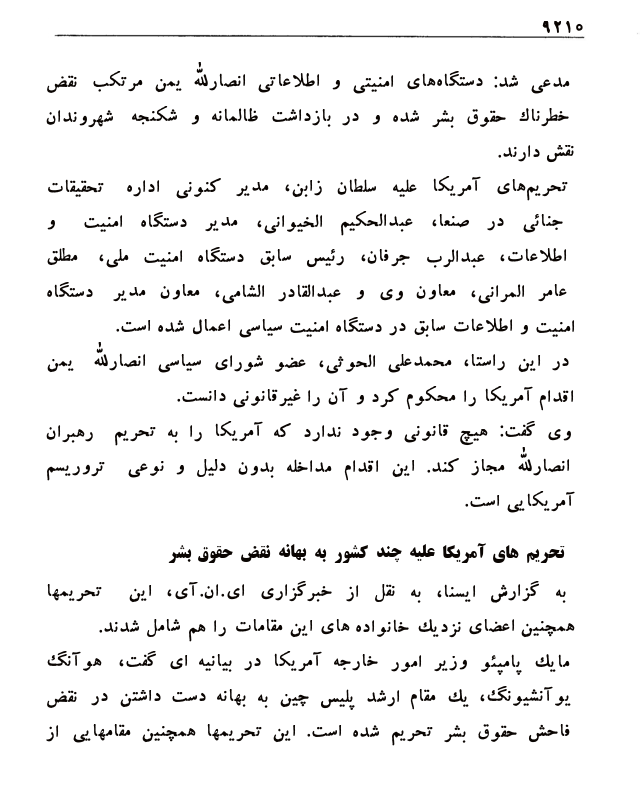 ۹۲۱۰
مدعی شد: دستگاه‌های امنیتی و اطلاعاتی انصارالله یمن مرتکب نقض
خطرناك حقوق بشر شده و در بازداشت ظالمانه و شکنجه شهروندان
نقش دارند.
تحریم‌های آمریکا علیه سلطان زابن، مدیر کنونی اداره تحقیقات
جنائی در صنعا، عبدالحکیم الخیوانی، مدیر دستگاه امنیت و
اطلاعات، عبدالرب جرفان، رئیس سابق دستگاه امنیت ملی، مطلق
عامر المرانی، معاون وی و عبدالقادر الشامی، معاون مدیر دستگاه
امنیت و اطلاعات سابق در دستگاه امنیت سیاسی اعمال شده است.
در این راستا، محمدعلی الحوثی، عضو شورای سیاسی انصارالله یمن
اقدام آمریکا را محکوم کرد و آن را غیرقانونی دانست.
وی گفت: هیچ قانونی وجود ندارد که آمریکا را به تحریم رهبران
انصارالله مجاز کند. این اقدام مداخله بدون دلیل و نوعی تروریسم
آمریکایی است.
تحریم های آمریکا علیه چند کشور به بهانه نقض حقوق بشر
به گزارش ایسنا، به نقل از خبرگزاری ای.ان.آی، این تحریمها
همچنین اعضای نزدیك خانواده های این مقامات را هم شامل شدند.
مایك پامپئو وزیر امور خارجه آمریکا در بیانیه ای گفت، هوآنگ
یوآنشیونگ، یك مقام ارشد پلیس چین به بهانه دست داشتن در نقض
فاحش حقوق بشر تحریم شده است. این تحریمها همچنین مقامهایی از